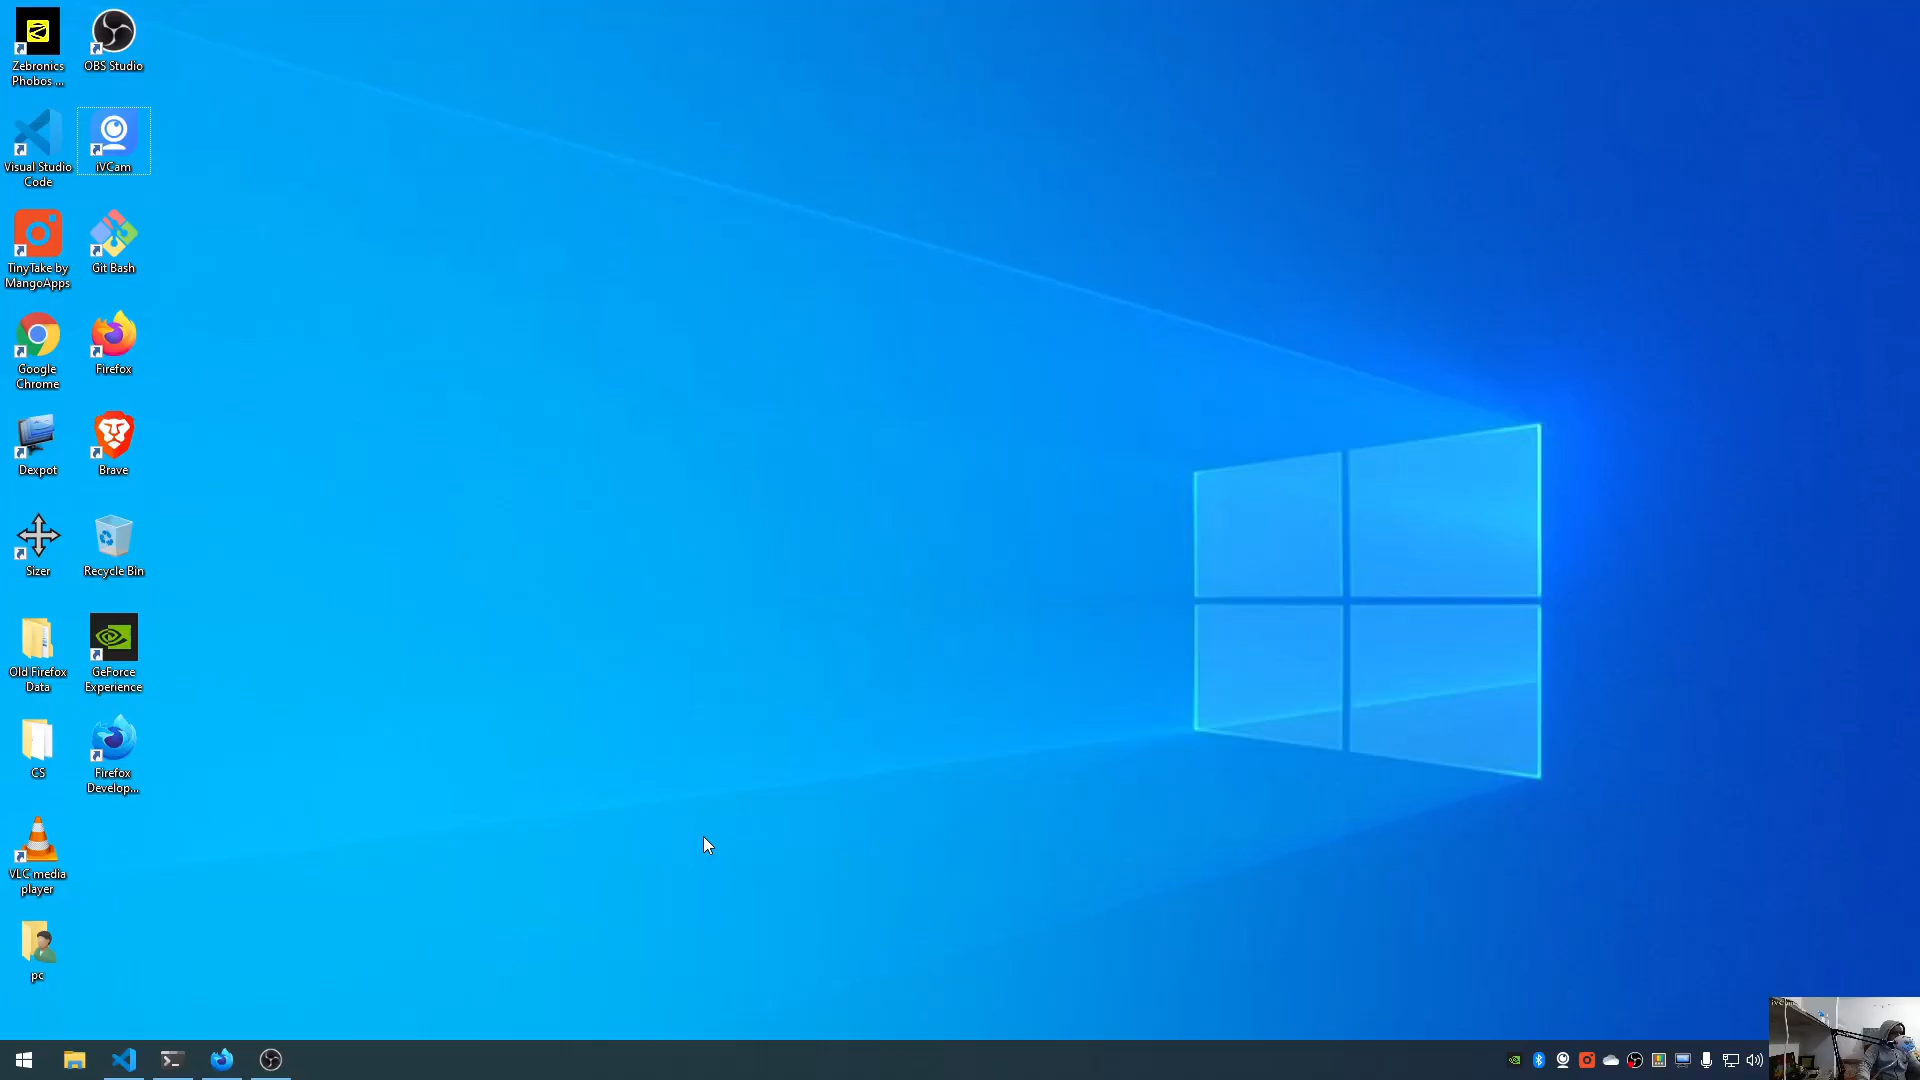 Zebronics
Phobos ...
OBS Studio
Visual Studio
Code
iVCam
TinyTake by
MangoApps
Git Bash
Google
Chrome
Firefox
Dexpot
Brave
Sizer
Recycle Bin
Old Firefox
Data
GeForce
Experience
CS
Firefox
Develop...
VLC media
player
pc